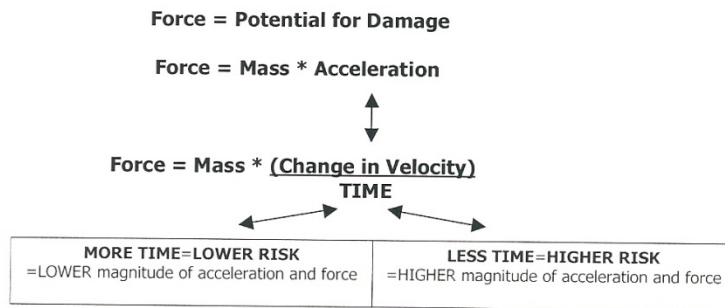 Force = Potential for Damage
Force = Mass * Acceleration
Force = Mass * (Change in Velocity)
TIME
MORE TIME=LOWER RISK
=LOWER magnitude of acceleration and force
LESS TIME=HIGHER RISK
=HIGHER magnitude of acceleration and force